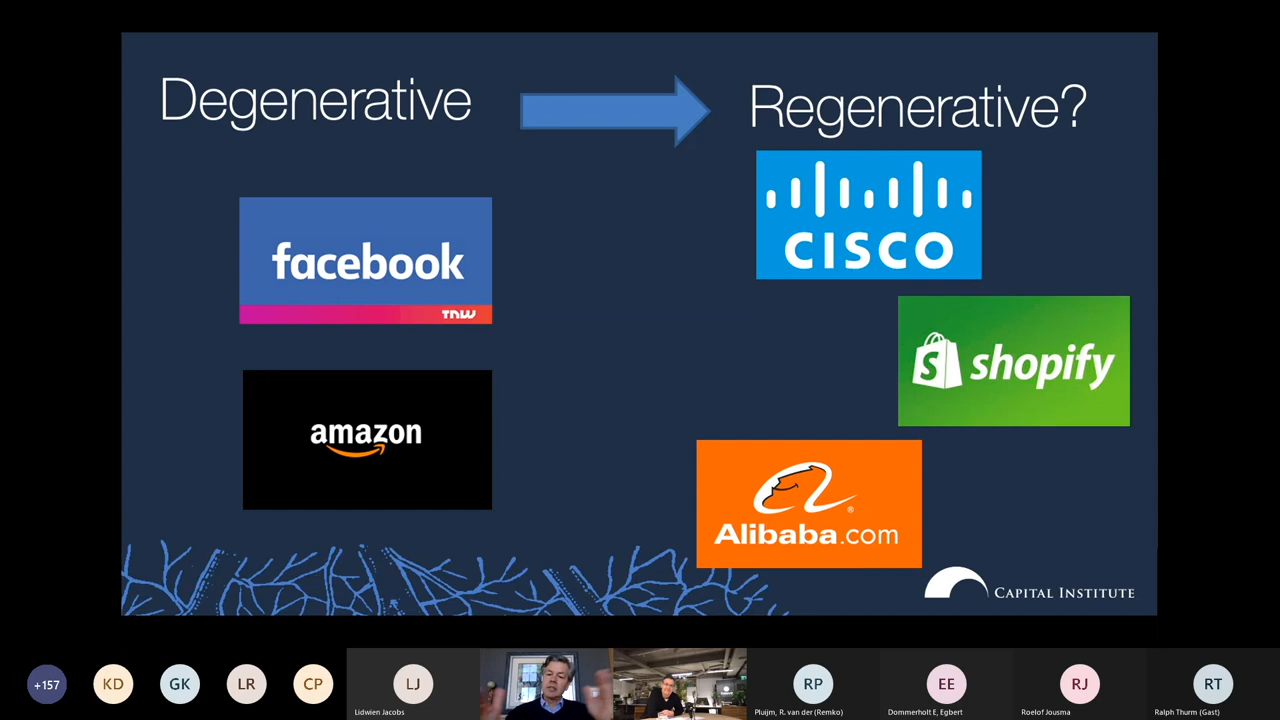 Degenerative
Regenerative?
CISCO
facebook
TNW
shopify
amazon
Alibaba.com
®
CAPITAL INSTITUTE
+157
KD
GK
LR
CP
LJ
RP
EE
RJ
RT
Lidwien Jacobs
Pluijm, R. van der (Remko)
Dommerholt E, Egbert
Roelof Jousma
Ralph Thurm (Gast)